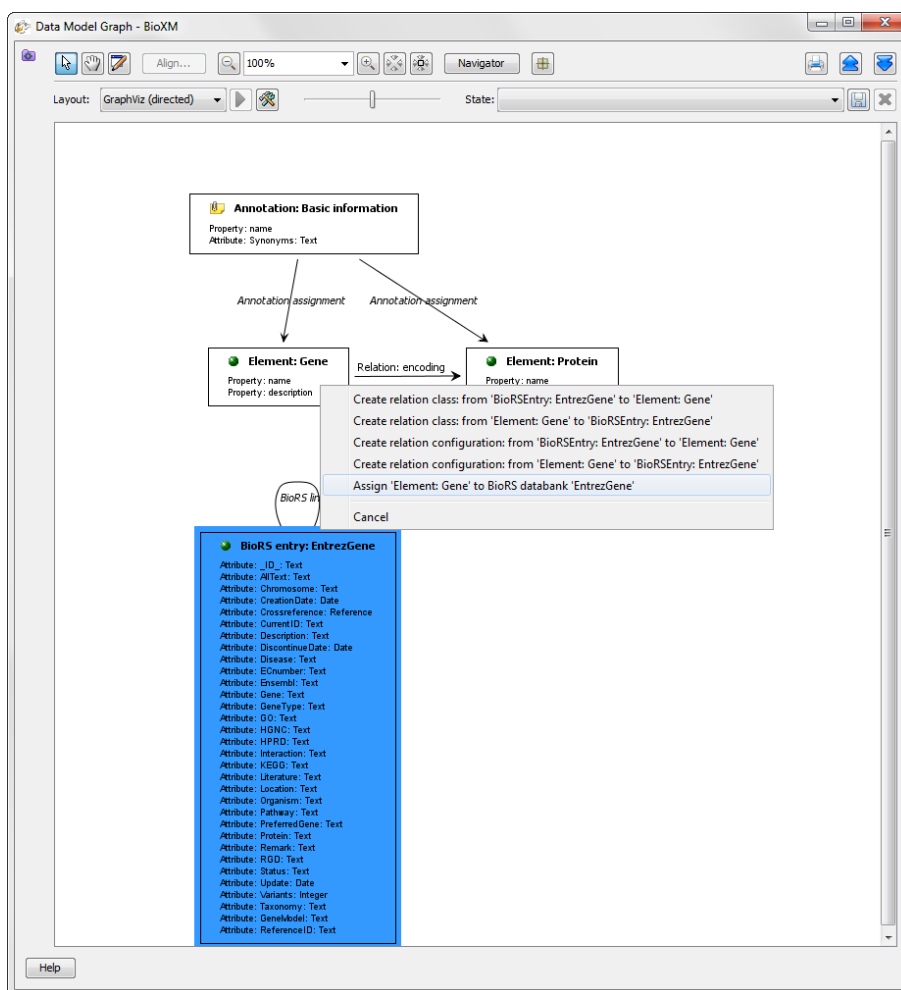 Data Model Graph - BioXM
Align... 100% Navigator
Layout: GraphViz (directed) State:
Annotation: Basic information
Property: name
Attribute: Synonyms: Text
Annotation assignment Annotation assignment
Element: Gene
Property: name
Property: description
Relation: encoding
Element: Protein
Property: name
Create relation class: from 'BioRSEntry: EntrezGene' to 'Element: Gene'
Create relation class: from 'Element: Gene' to 'BioRSEntry: EntrezGene'
Create relation configuration: from 'BioRSEntry: EntrezGene' to 'Element: Gene'
Create relation configuration: from 'Element: Gene' to 'BioRSEntry: EntrezGene'
Assign 'Element: Gene' to BioRS databank 'EntrezGene'
Cancel
BioRS lin
BioRS entry: EntrezGene
Attribute: _ID_: Text
Attribute: AllText: Text
Attribute: Chromosome: Text
Attribute: CreationDate: Date
Attribute: Crossreference: Reference
Attribute: CurrentID: Text
Attribute: Description: Text
Attribute: DiscontinueDate: Date
Attribute: Disease: Text
Attribute: ECnumber: Text
Attribute: Ensembl: Text
Attribute: Gene: Text
Attribute: GeneType: Text
Attribute: GO: Text
Attribute: HGNC: Text
Attribute: HPRD: Text
Attribute: Interaction: Text
Attribute: KEGG: Text
Attribute: Literature: Text
Attribute: Location: Text
Attribute: Organism: Text
Attribute: Pathway: Text
Attribute: PreferredGene: Text
Attribute: Protein: Text
Attribute: Remark: Text
Attribute: RGD: Text
Attribute: Status: Text
Attribute: Update: Date
Attribute: Variants: Integer
Attribute: Taxonomy: Text
Attribute: GeneModel: Text
Attribute: ReferenceID: Text
Help